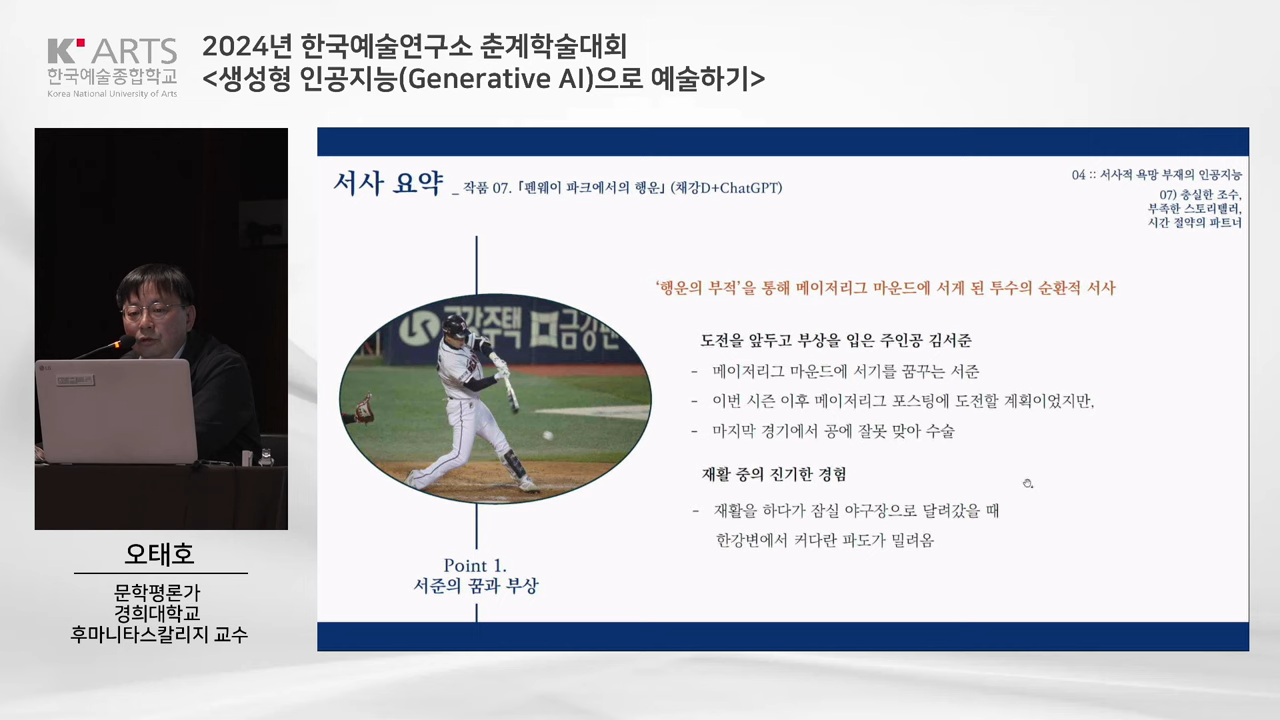 K ARTS
한국예술종합학교
Korea National University of Arts
2024년 한국예술연구소 춘계학술대회
<생성형 인공지능(Generative AI)으로 예술하기>
서사 요약 _ 작품 07. 「펜웨이 파크에서의 행운」 (채강D+ChatGPT)
04 :: 서사적 욕망 부재의 인공지능
07) 충실한 조수,
부족한 스토리텔러,
시간 절약의 파트너
'행운의 부적'을 통해 메이저리그 마운드에 서게 된 투수의 순환적 서사
도전을 앞두고 부상을 입은 주인공 김서준
- 메이저리그 마운드에 서기를 꿈꾸는 서준
- 이번 시즌 이후 메이저리그 포스팅에 도전할 계획이었지만,
- 마지막 경기에서 공에 잘못 맞아 수술
재활 중의 진기한 경험
- 재활을 하다가 잠실 야구장으로 달려갔을 때
한강변에서 커다란 파도가 밀려옴
금강주택
Point 1.
서준의 꿈과 부상
LG
오태호
문학평론가
경희대학교
후마니타스칼리지 교수